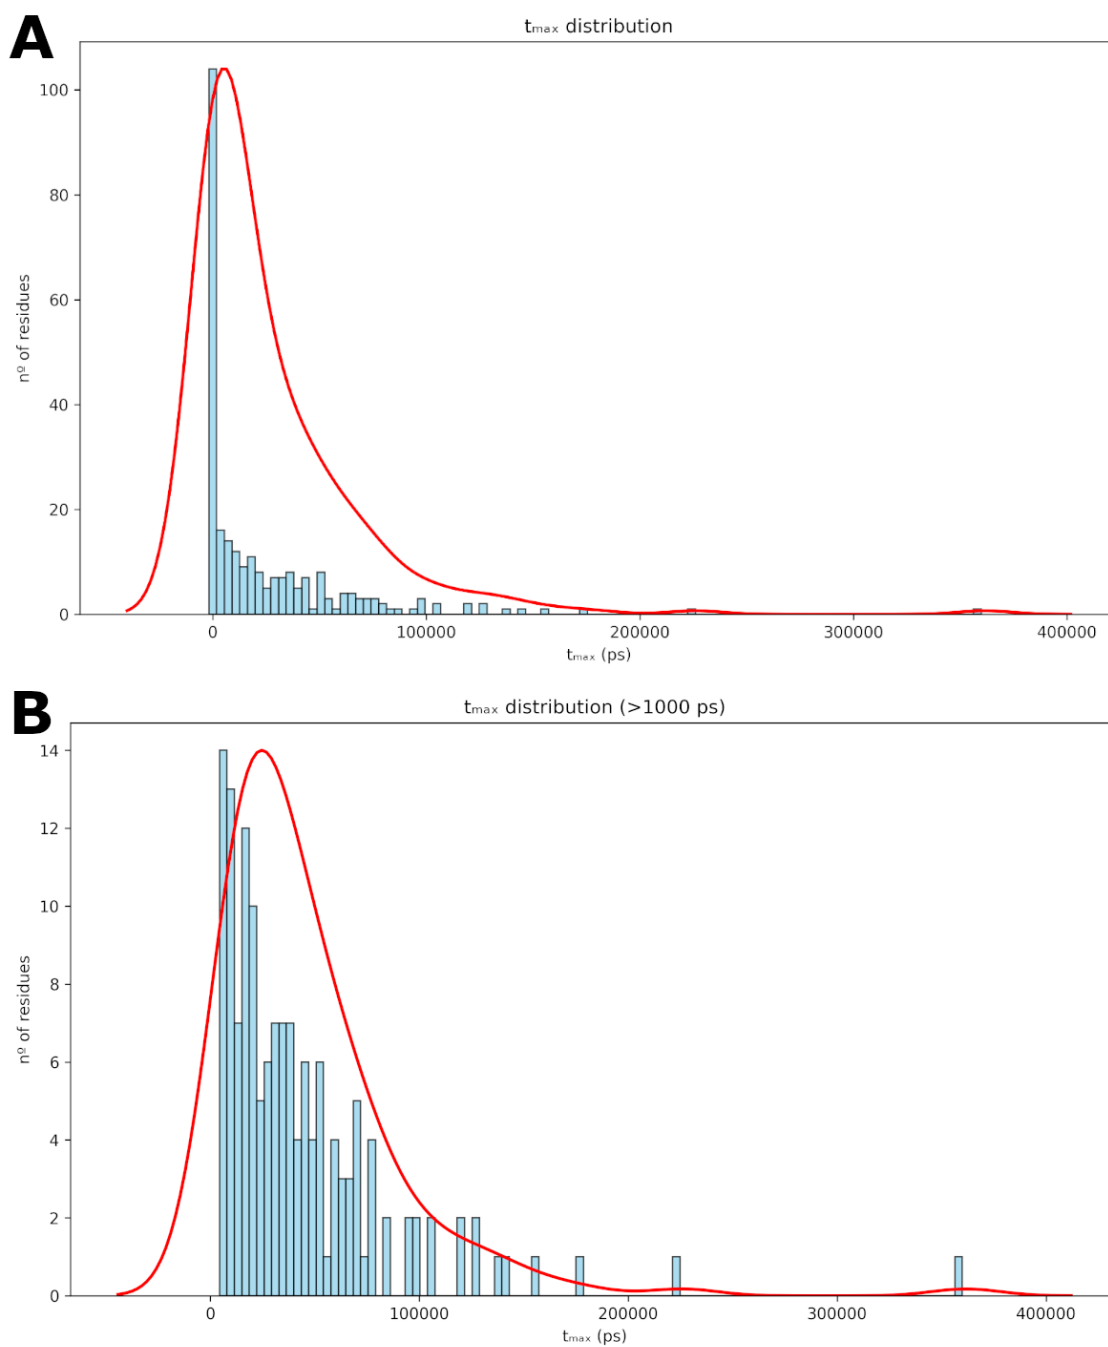 A
tₘₐₓ distribution
nº of residues
100
80
60
40
20
0
0 100000 200000 300000 400000
tₘₐₓ (ps)
B
tₘₐₓ distribution (>1000 ps)
nº of residues
14
12
10
8
6
4
2
0
0 100000 200000 300000 400000
tₘₐₓ (ps)